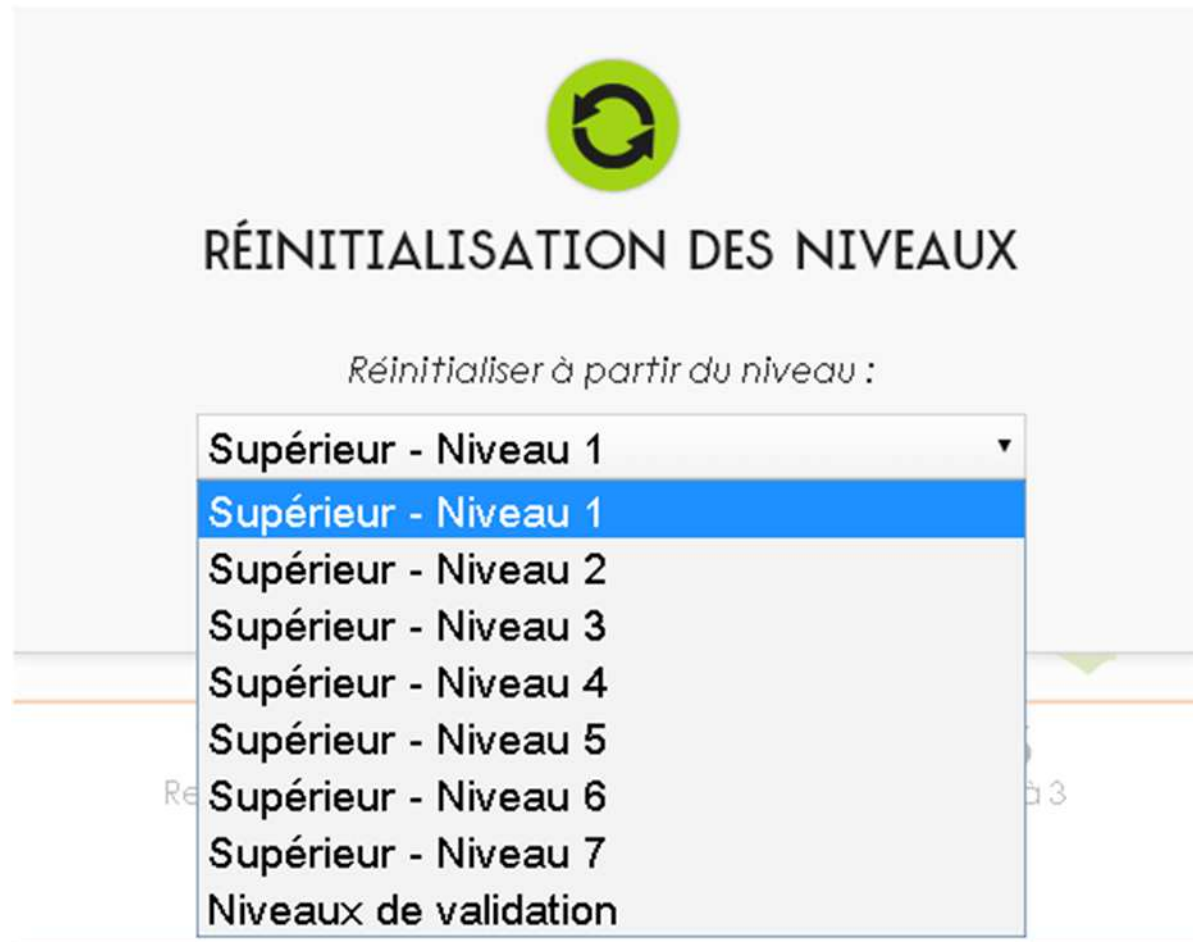 RÉINITIALISATION DES NIVEAUX
Réinitialiser à partir du niveau :
Supérieur - Niveau 1
Supérieur - Niveau 1
Supérieur - Niveau 2
Supérieur - Niveau 3
Supérieur - Niveau 4
Supérieur - Niveau 5
Supérieur - Niveau 6
à 3
Supérieur - Niveau 7
Niveaux de validation